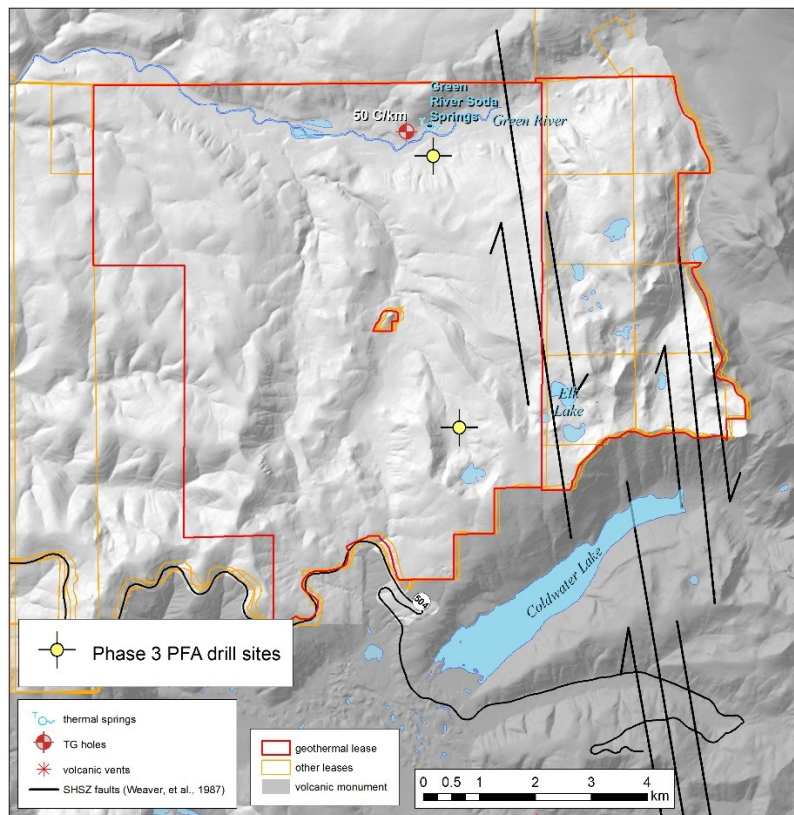 Green
River Soda
Springs
50 C/km
Green River
Elk
Lake
Coldwater Lake
504
Phase 3 PFA drill sites
T
thermal springs
TG holes
volcanic vents
SHSZ faults (Weaver, et al.. 1987)
geothermal lease
other leases
volcanic monument
0 0.5 1 2 3 4
km